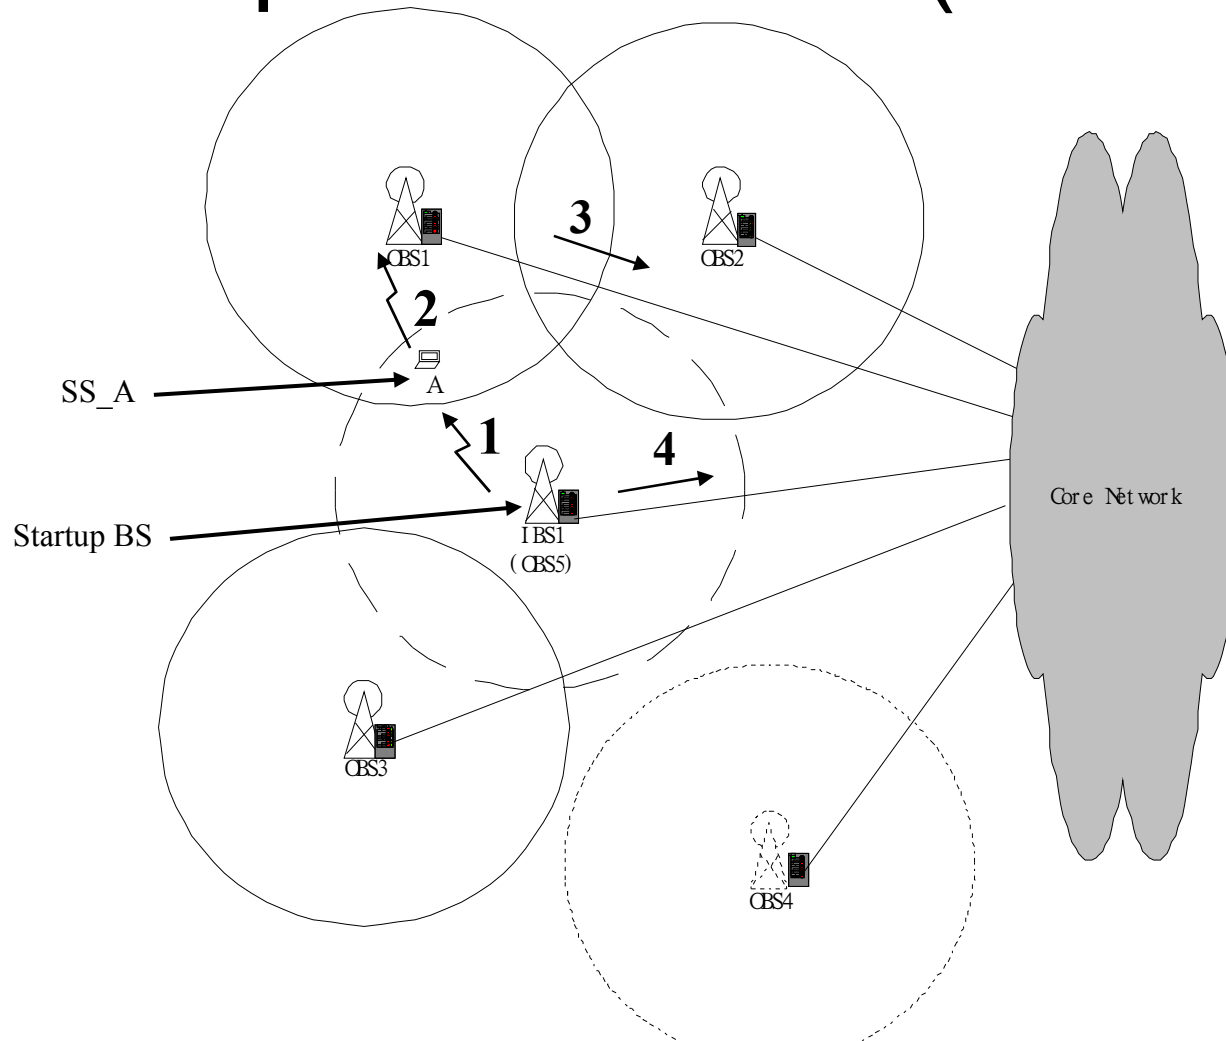 3
OBS1
OBS2
2
A
SS_A
1
4
Core Network
Startup BS
IBS1
(OBS5)
OBS3
OBS4